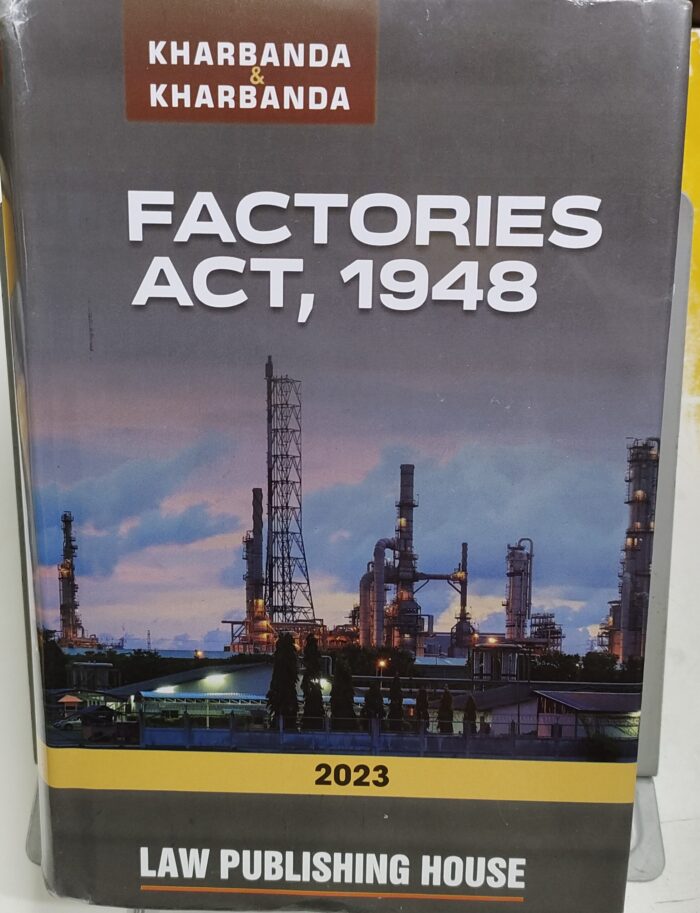 KHARBANDA
&
KHARBANDA
FACTORIES
ACT, 1948
2023
LAW PUBLISHING HOUSE